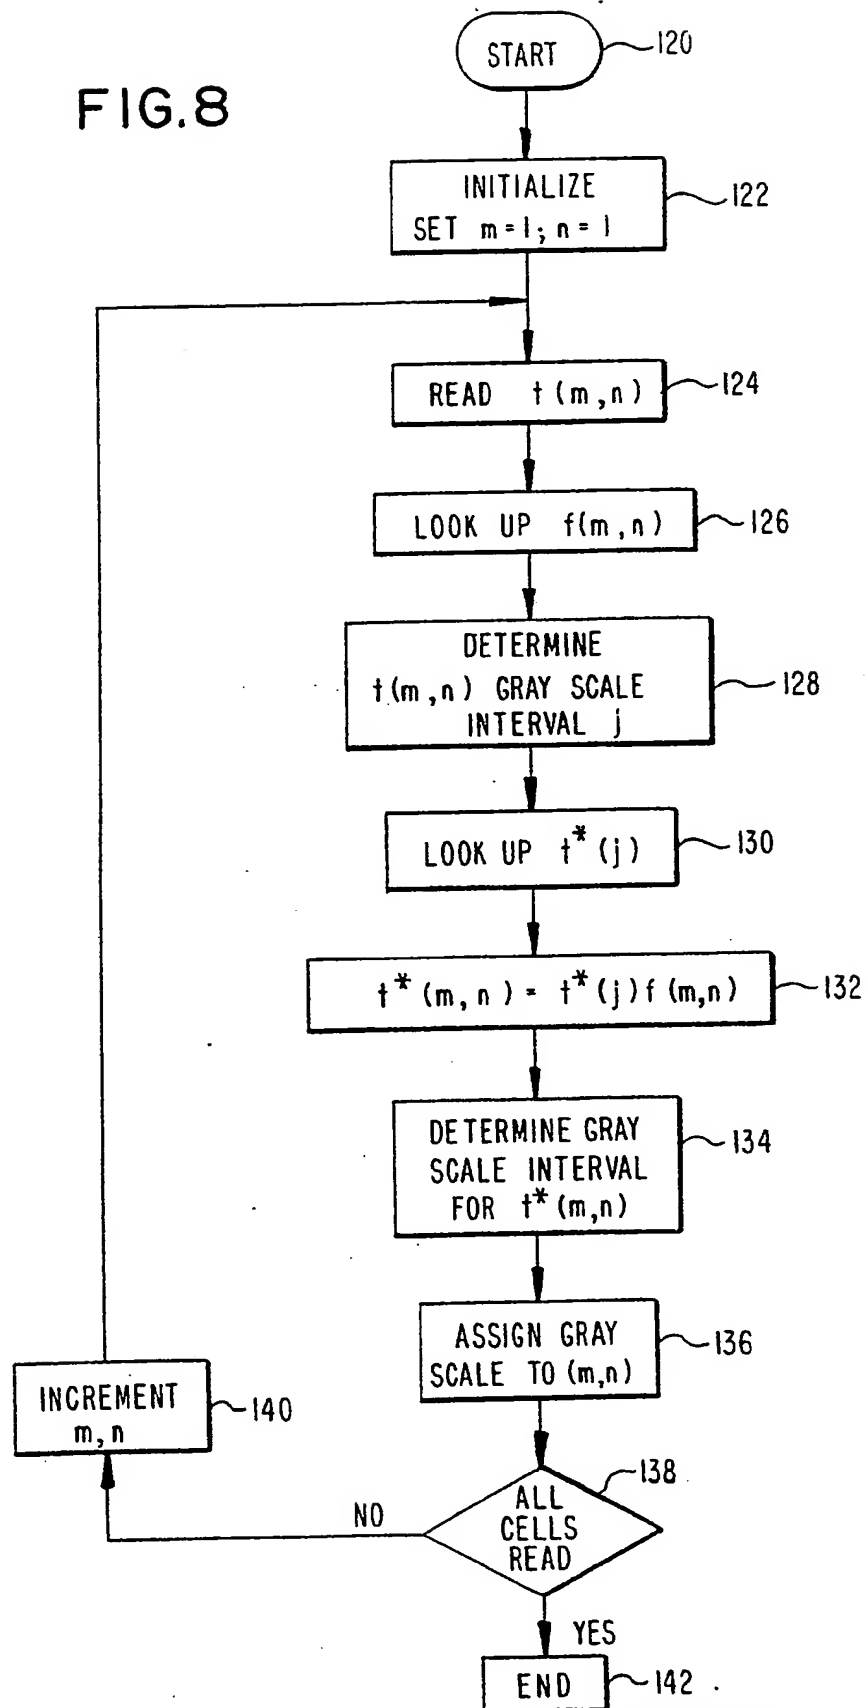 FIG.8
START
120
INITIALIZE
SET m=1; n=1
122
READ t(m,n)
124
LOOK UP f(m,n)
126
DETERMINE
t(m,n) GRAY SCALE
INTERVAL j
128
LOOK UP t*(j)
130
t*(m,n) = t*(j)f(m,n)
132
DETERMINE GRAY
SCALE INTERVAL
FOR t*(m,n)
134
ASSIGN GRAY
SCALE TO (m,n)
136
INCREMENT
m,n
140
138
ALL
CELLS
READ
NO
YES
END
142